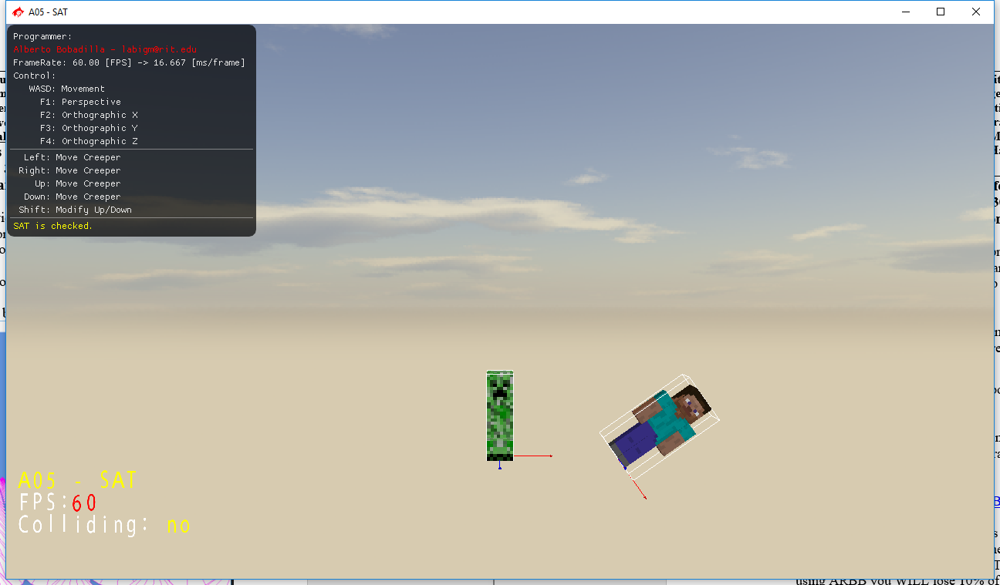 A05 - SAT
Programmer:
Alberto Bobadilla - labigm@rit.edu
FrameRate: 60.00 [FPS] -> 16.667 [ms/frame]
Control:
WASD: Movement
F1: Perspective
F2: Orthographic X
F3: Orthographic Y
F4: Orthographic Z
Left: Move Creeper
Right: Move Creeper
Up: Move Creeper
Down: Move Creeper
Shift: Modify Up/Down
SAT is checked.
A05 - SAT
FPS:60
Colliding: no
using ARBB you WILL lose 10% of